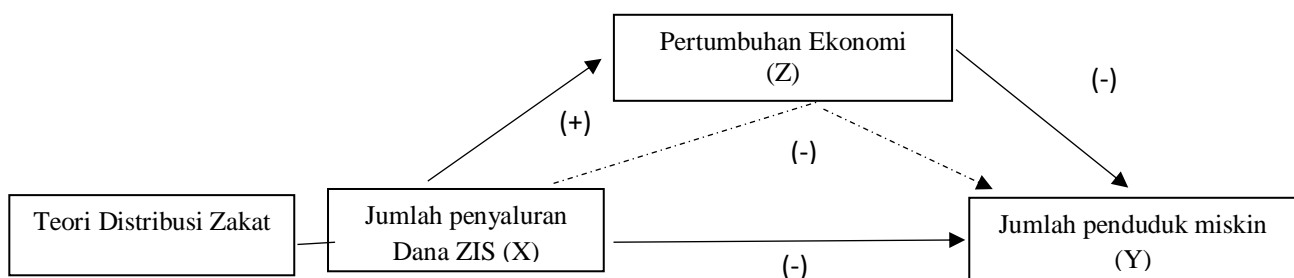 Pertumbuhan Ekonomi
(Z)
(-)
(+)
(-)
Teori Distribusi Zakat
Jumlah penyaluran
Dana ZIS (X)
Jumlah penduduk miskin
(Y)
(-)